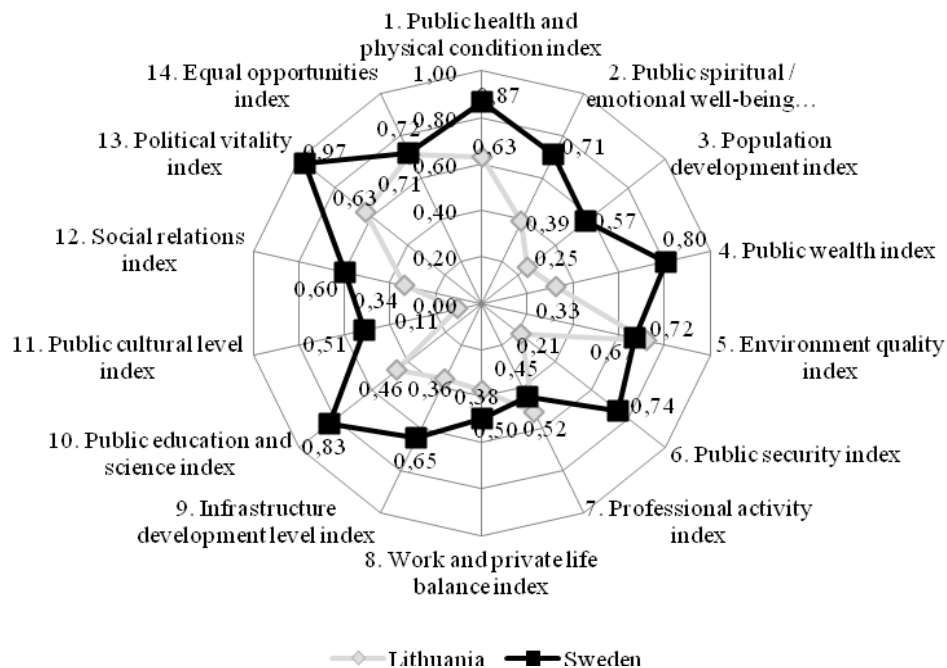 1. Public health and
physical condition index
14. Equal opportunities
index
1,00
0,87
2. Public spiritual /
emotional well-being…
13. Political vitality
index
0,97
0,72
0,80
0,63
0,71
3. Population
development index
0,63
0,71
0,60
0,39
0,57
12. Social relations
index
0,40
0,25
0,80
4. Public wealth index
0,60
0,34
0,20
0,33
11. Public cultural level
index
0,51
0,11
0,00
0,21
0,72
5. Environment quality
index
0,46
0,36
0,38
0,45
0,74
10. Public education and
science index
0,83
0,65
0,50
0,52
6. Public security index
9. Infrastructure
development level index
7. Professional activity
index
8. Work and private life
balance index
Lithuania
Sweden